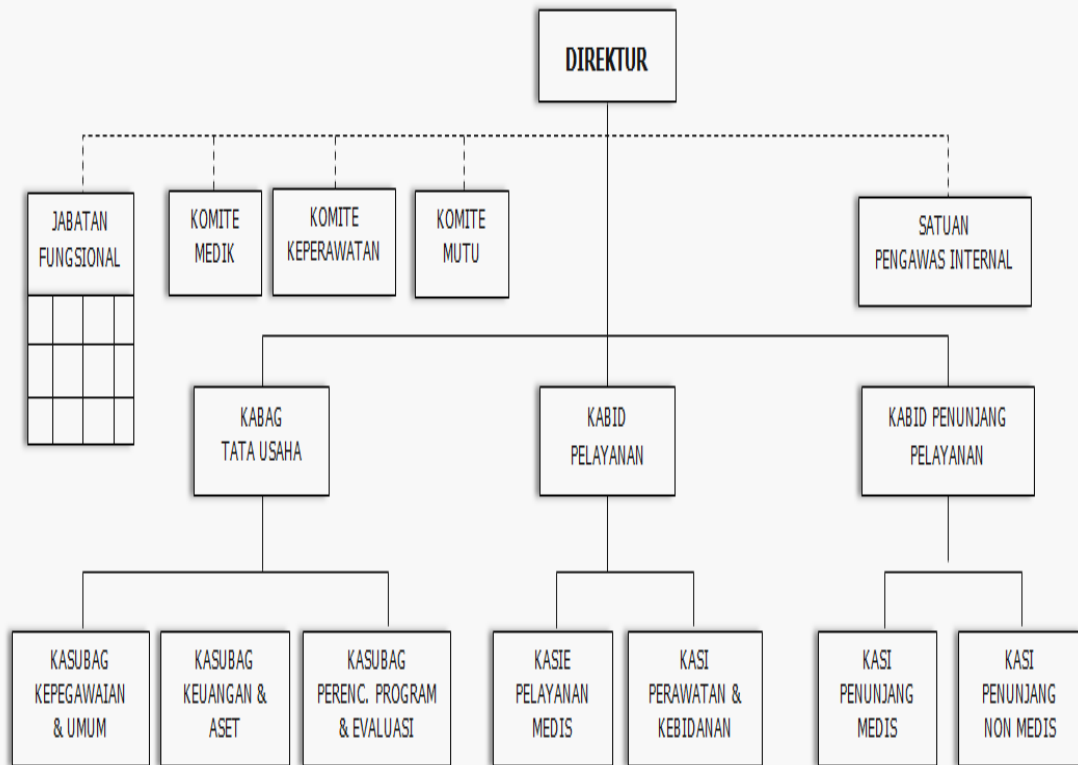 DIREKTUR
JABATAN
FUNGSIONAL
KOMITE
MEDIK
KOMITE
KEPERAWATAN
KOMITE
MUTU
SATUAN
PENGAWAS INTERNAL
KABAG
TATA USAHA
KABID
PELAYANAN
KABID PENUNJANG
PELAYANAN
KASUBAG
KEPEGAWAIAN
& UMUM
KASUBAG
KEUANGAN &
ASET
KASUBAG
PERENC. PROGRAM
& EVALUASI
KASIE
PELAYANAN
MEDIS
KASI
PERAWATAN &
KEBIDANAN
KASI
PENUNJANG
MEDIS
KASI
PENUNJANG
NON MEDIS